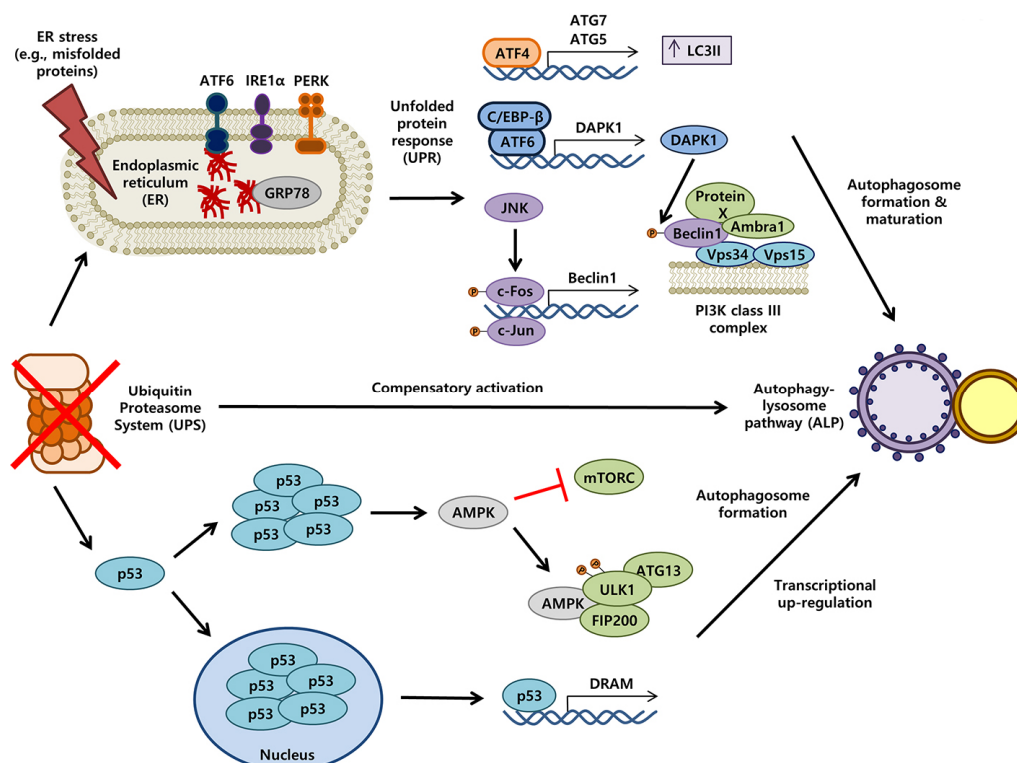 ER stress
(e.g., misfolded
proteins)
ATF6
IRE1α
PERK
Endoplasmic
reticulum
(ER)
GRP78
Unfolded
protein
response
(UPR)
ATG7
ATG5
ATF4
↑ LC3II
C/EBP-β
ATF6
DAPK1
DAPK1
JNK
P
c-Fos
P
c-Jun
Beclin1
Protein
X
P
Beclin1
Ambra1
Vps34
Vps15
PI3K class III
complex
Autophagosome
formation &
maturation
Ubiquitin
Proteasome
System (UPS)
Compensatory activation
Autophagy-
lysosome
pathway (ALP)
p53
p53
p53
p53
p53
p53
AMPK
mTORC
P
P
AMPK
ULK1
ATG13
FIP200
Autophagosome
formation
Transcriptional
up-regulation
p53
p53
p53
p53
p53
Nucleus
p53
DRAM